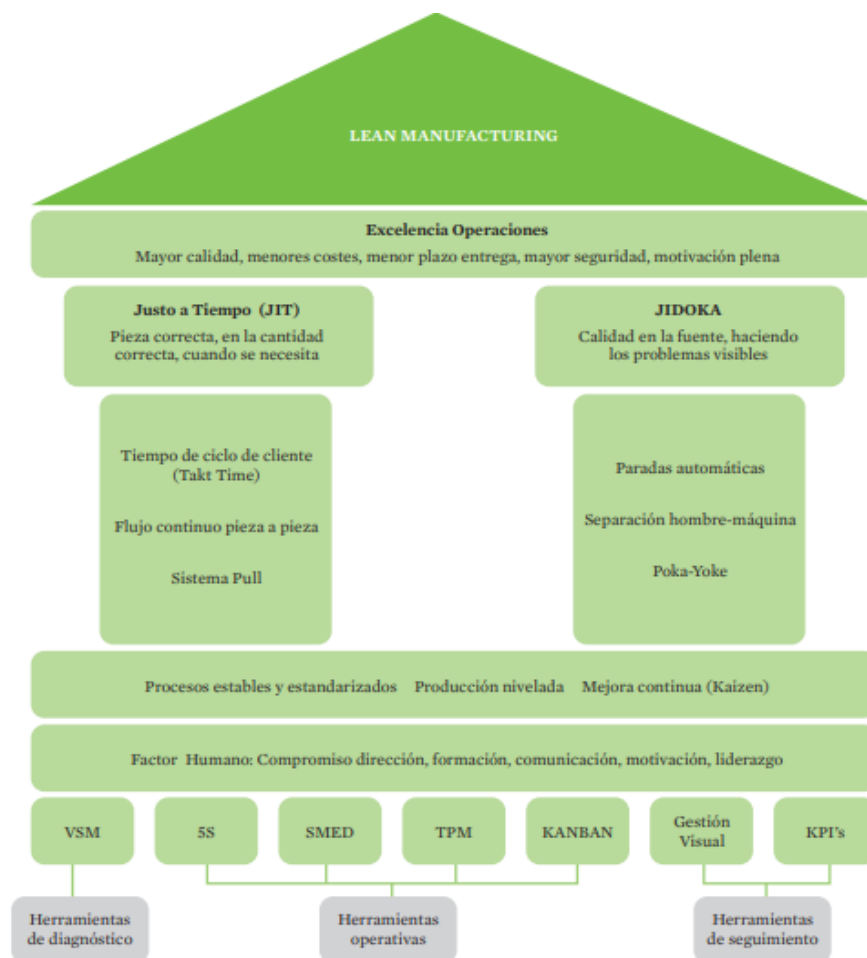 LEAN MANUFACTURING
Excelencia Operaciones
Mayor calidad, menores costes, menor plazo entrega, mayor seguridad, motivación plena
Justo a Tiempo (JIT)
Pieza correcta, en la cantidad
correcta, cuando se necesita
JIDOKA
Calidad en la fuente, haciendo
los problemas visibles
Tiempo de ciclo de cliente
(Takt Time)
Flujo continuo pieza a pieza
Sistema Pull
Paradas automáticas
Separación hombre-máquina
Poka-Yoke
Procesos estables y estandarizados Producción nivelada Mejora continua (Kaizen)
Factor Humano: Compromiso dirección, formación, comunicación, motivación, liderazgo
VSM
5S
SMED
TPM
KANBAN
Gestión
Visual
KPI's
Herramientas
de diagnóstico
Herramientas
operativas
Herramientas
de seguimiento